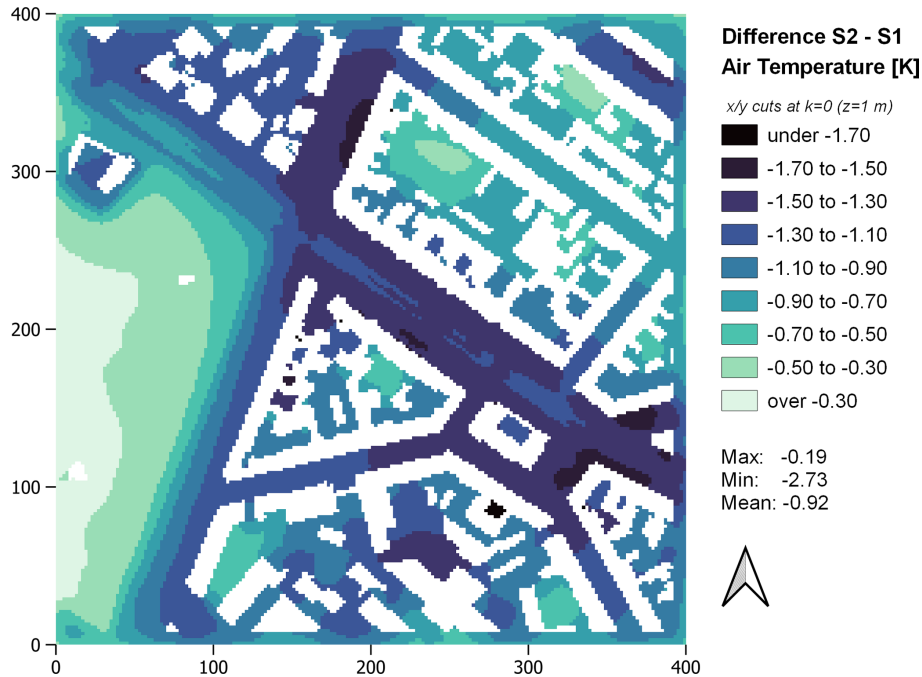 400
300
200
100
0
0
100
200
300
400
Difference S2 - S1
Air Temperature [K]
x/y cuts at k=0 (z=1 m)
under -1.70
-1.70 to -1.50
-1.50 to -1.30
-1.30 to -1.10
-1.10 to -0.90
-0.90 to -0.70
-0.70 to -0.50
-0.50 to -0.30
over -0.30
Max: -0.19
Min: -2.73
Mean: -0.92